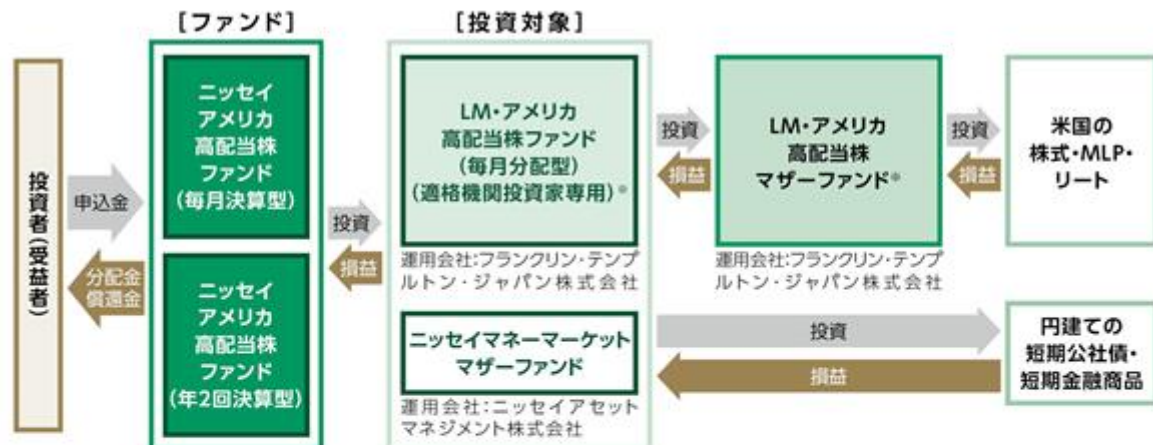 [ファンド]
[投資対象]
投資者(受益者)
申込金
分配金
償還金
ニッセイ
アメリカ
高配当株
ファンド
(毎月決算型)
ニッセイ
アメリカ
高配当株
ファンド
(年2回決算型)
投資
損益
LM・アメリカ
高配当株ファンド
(毎月分配型)
(適格機関投資家専用)※
運用会社:フランクリン・テンプ
ルトン・ジャパン株式会社
投資
損益
LM・アメリカ
高配当株
マザーファンド※
運用会社:フランクリン・テンプ
ルトン・ジャパン株式会社
投資
損益
米国の
株式・MLP・
リート
ニッセイマネーマーケット
マザーファンド
運用会社:ニッセイアセット
マネジメント株式会社
投資
損益
円建ての
短期公社債・
短期金融商品